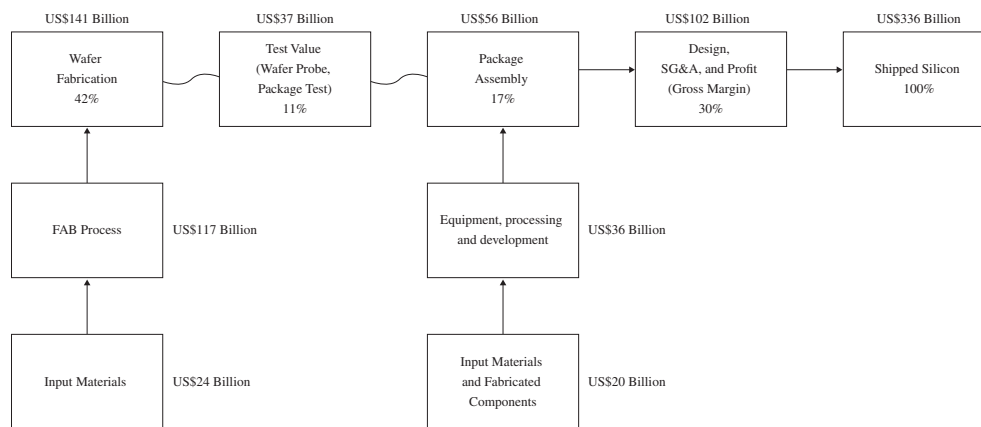 US$141 Billion
US$37 Billion
US$56 Billion
US$102 Billion
US$336 Billion
Wafer
Fabrication
42%
Test Value
(Wafer Probe,
Package Test)
11%
Package
Assembly
17%
Design,
SG&A, and Profit
(Gross Margin)
30%
Shipped Silicon
100%
FAB Process
US$117 Billion
Equipment, processing
and development
US$36 Billion
Input Materials
US$24 Billion
Input Materials
and Fabricated
Components
US$20 Billion